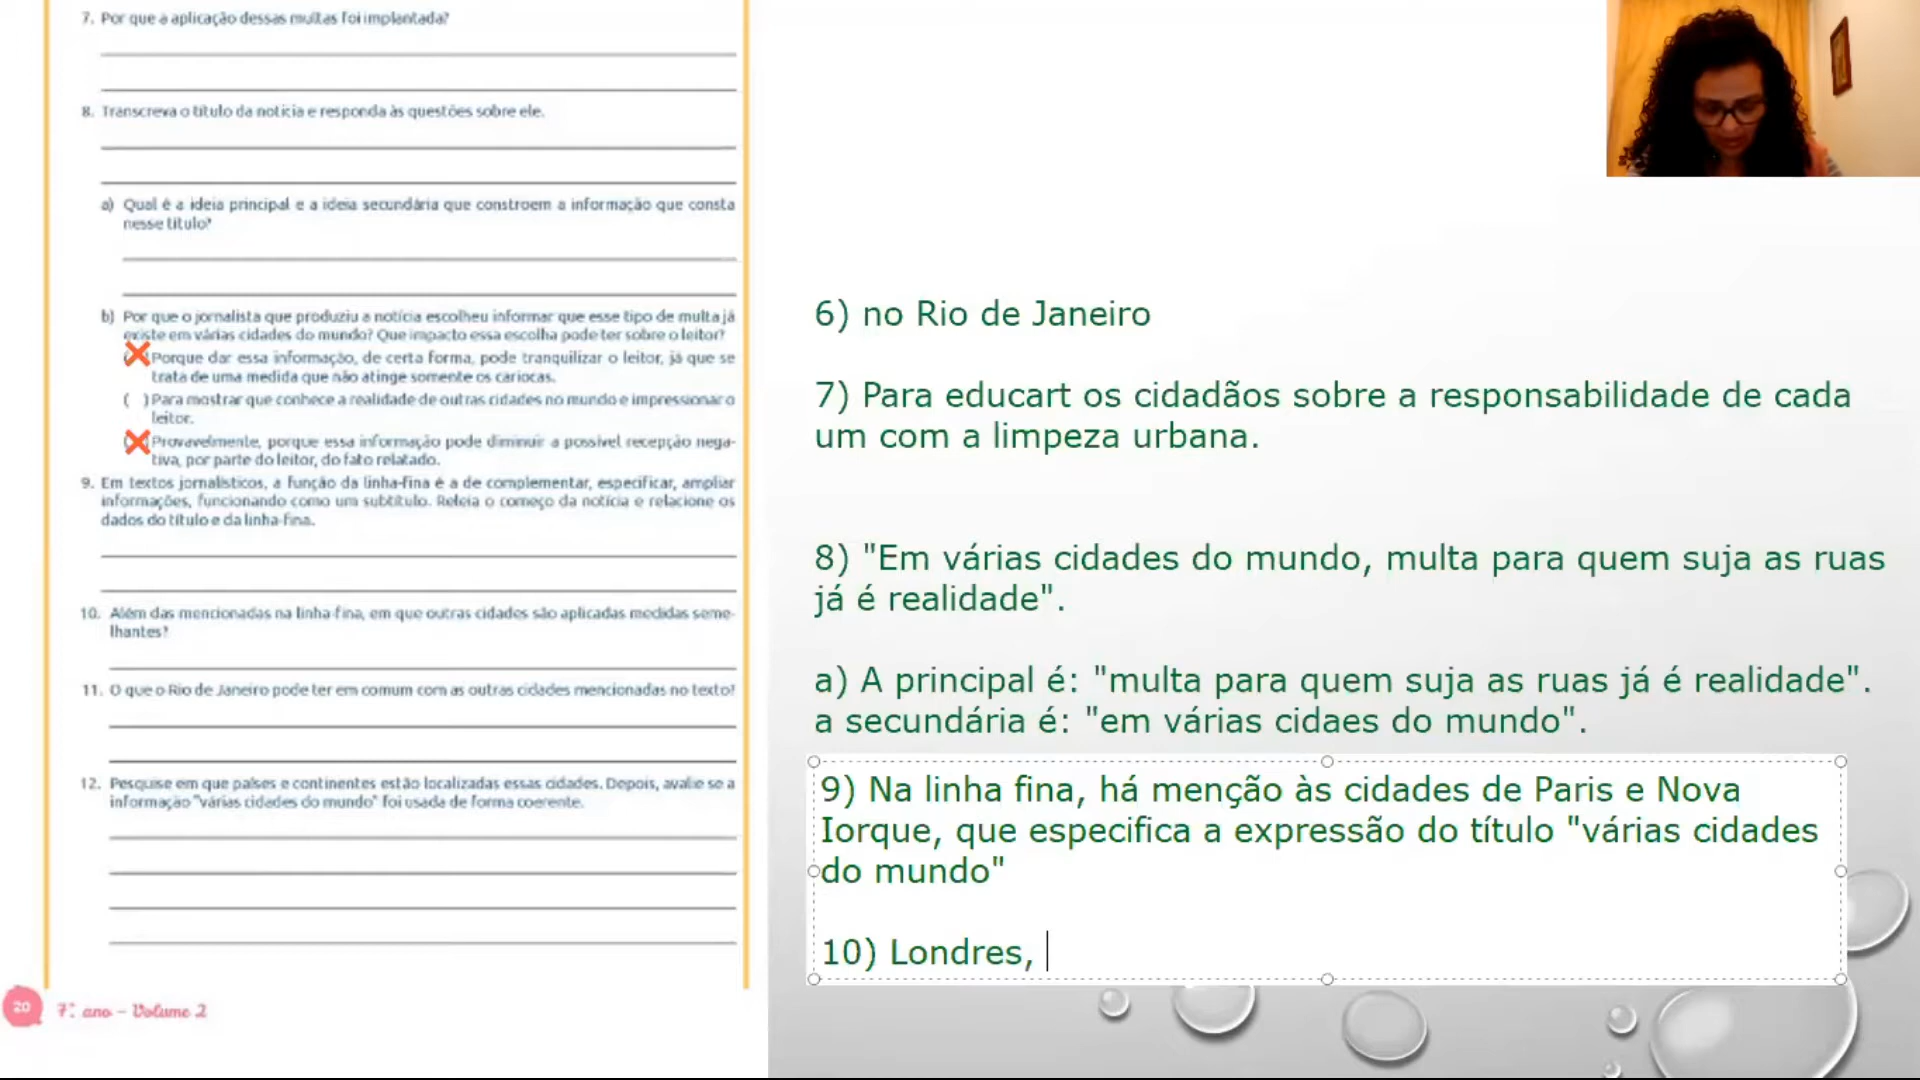 7. Por que a aplicação dessas multas foi implantada?
8. Transcreva o título da notícia e responda às questões sobre ele.
a) Qual é a ideia principal e a ideia secundária que constroem a informação que consta
nesse título?
b) Por que o jornalista que produziu a notícia escolheu informar que esse tipo de multa já
existe em várias cidades do mundo? Que impacto essa escolha pode ter sobre o leitor?
Porque dar essa informação, de certa forma, pode tranquilizar o leitor, já que se
trata de uma medida que não atinge somente os cariocas.
( ) Para mostrar que conhece a realidade de outras cidades no mundo e impressionar o
leitor.
Provavelmente, porque essa informação pode diminuir a possível recepção nega-
tiva, por parte do leitor, do fato relatado.
9. Em textos jornalísticos, a função da linha-fina é a de complementar, especificar, ampliar
informações, funcionando como um subtítulo. Releia o começo da notícia e relacione os
dados do título e da linha-fina.
10. Além das mencionadas na linha-fina, em que outras cidades são aplicadas medidas seme-
lhantes?
11. O que o Rio de Janeiro pode ter em comum com as outras cidades mencionadas no texto?
12. Pesquise em que países e continentes estão localizadas essas cidades. Depois, avalie se a
informação "várias cidades do mundo" foi usada de forma coerente.
20 7º. ano – Volume 2
6) no Rio de Janeiro
7) Para educart os cidadãos sobre a responsabilidade de cada
um com a limpeza urbana.
8) "Em várias cidades do mundo, multa para quem suja as ruas
já é realidade".
a) A principal é: "multa para quem suja as ruas já é realidade".
a secundária é: "em várias cidaes do mundo".
9) Na linha fina, há menção às cidades de Paris e Nova
Iorque, que especifica a expressão do título "várias cidades
do mundo"
10) Londres,